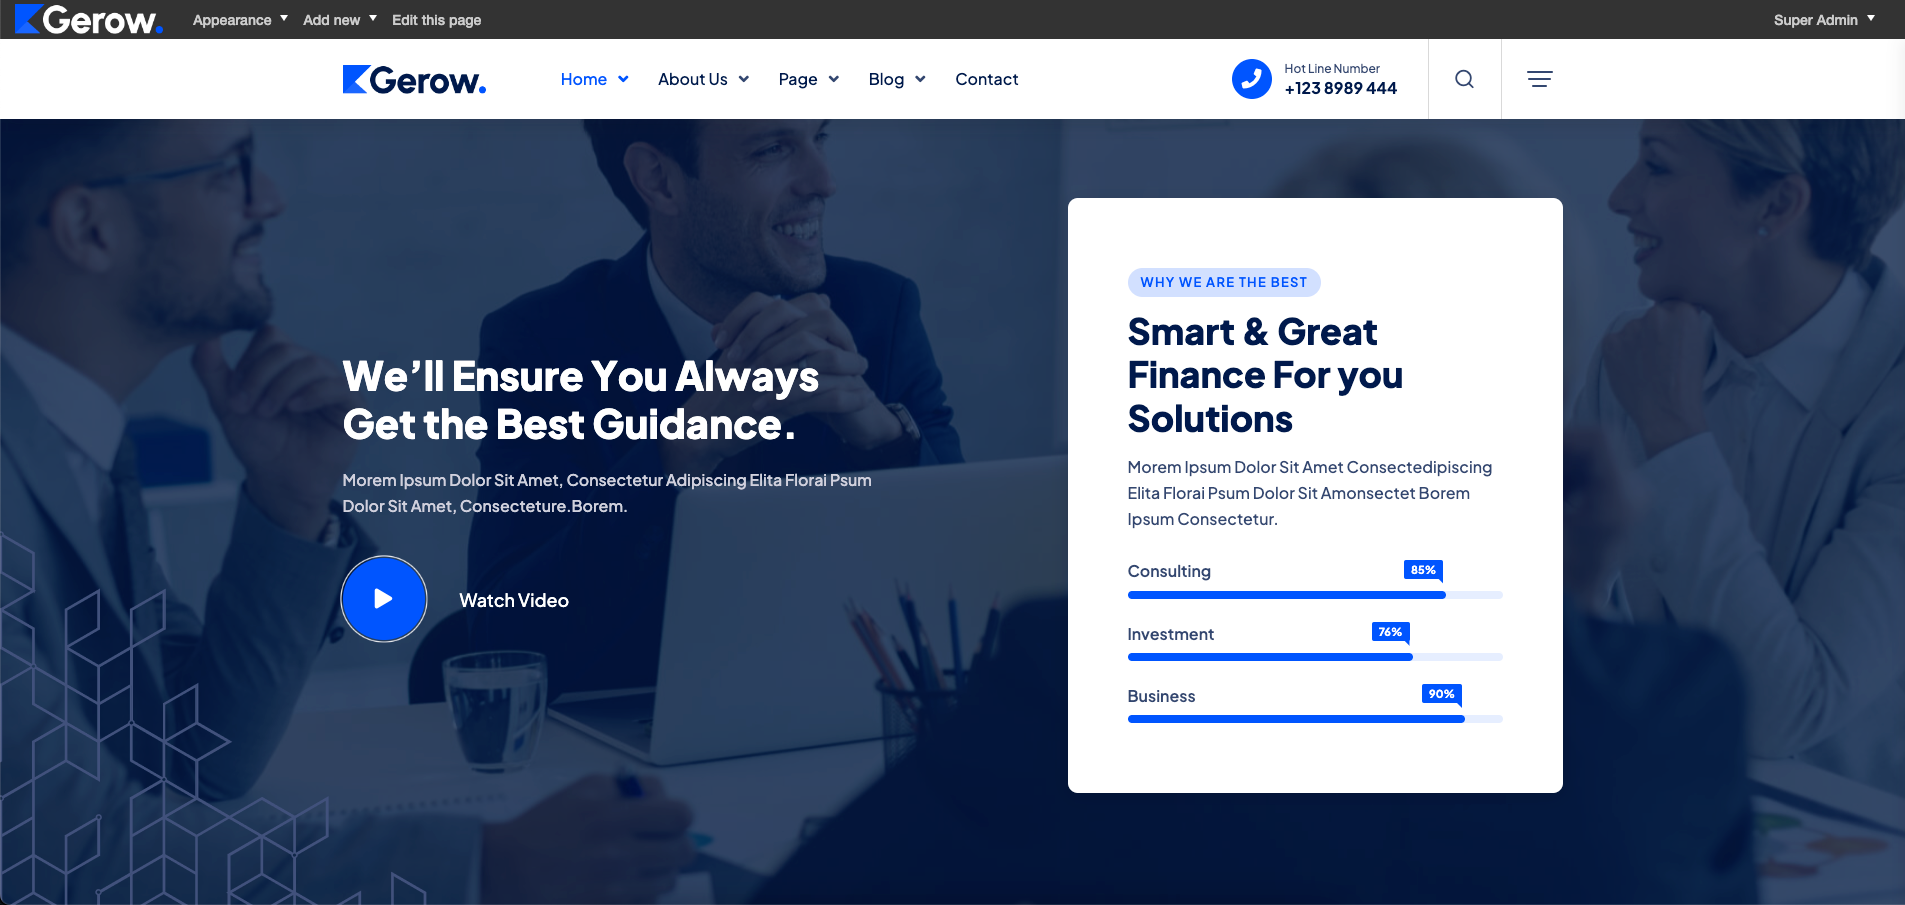 Gerow.
Appearance Add new Edit this page Super Admin
Gerow.
Home About Us Page Blog Contact
Hot Line Number
+123 8989 444
We’ll Ensure You Always
Get the Best Guidance.
Morem Ipsum Dolor Sit Amet, Consectetur Adipiscing Elita Florai Psum
Dolor Sit Amet, Consecteture.Borem.
Watch Video
WHY WE ARE THE BEST
Smart & Great
Finance For you
Solutions
Morem Ipsum Dolor Sit Amet Consectedipiscing
Elita Florai Psum Dolor Sit Amonsectet Borem
Ipsum Consectetur.
Consulting 85%
Investment 76%
Business 90%